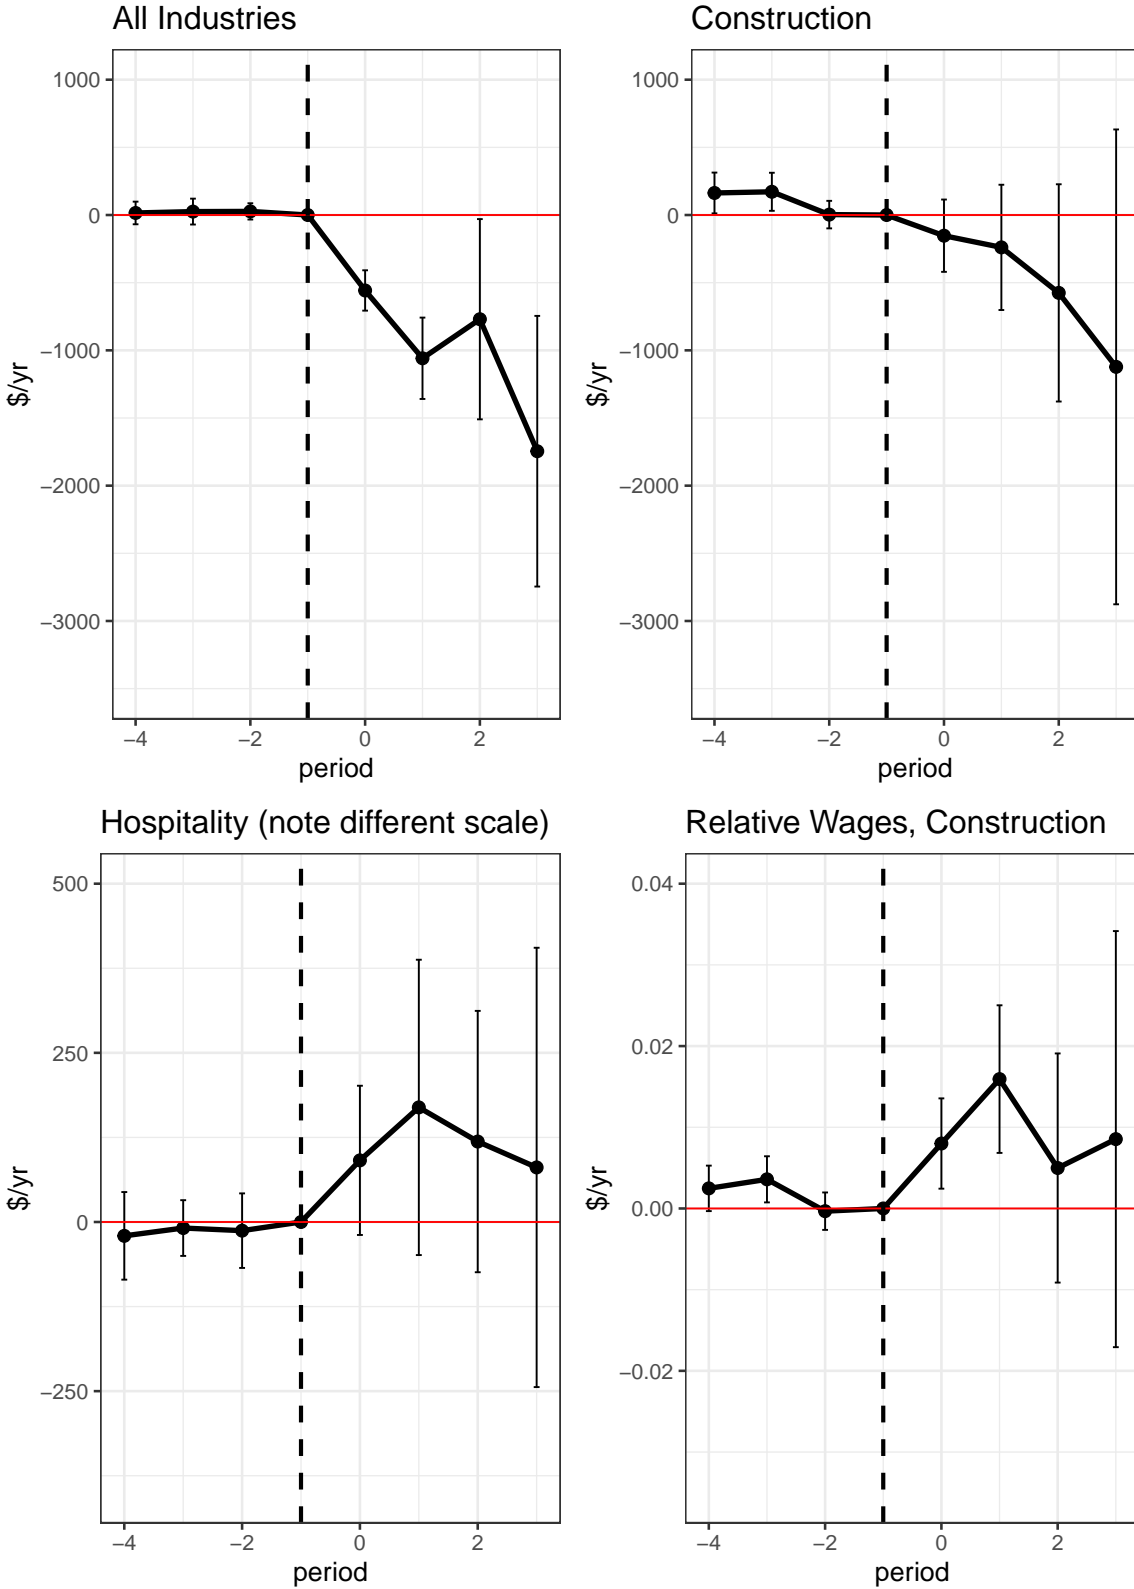 All Industries
1000
0
−1000
−2000
−3000
$/yr
−4 −2 0 2
period
Construction
1000
0
−1000
−2000
−3000
$/yr
−4 −2 0 2
period
Hospitality (note different scale)
500
250
0
−250
$/yr
−4 −2 0 2
period
Relative Wages, Construction
0.04
0.02
0.00
−0.02
$/yr
−4 −2 0 2
period